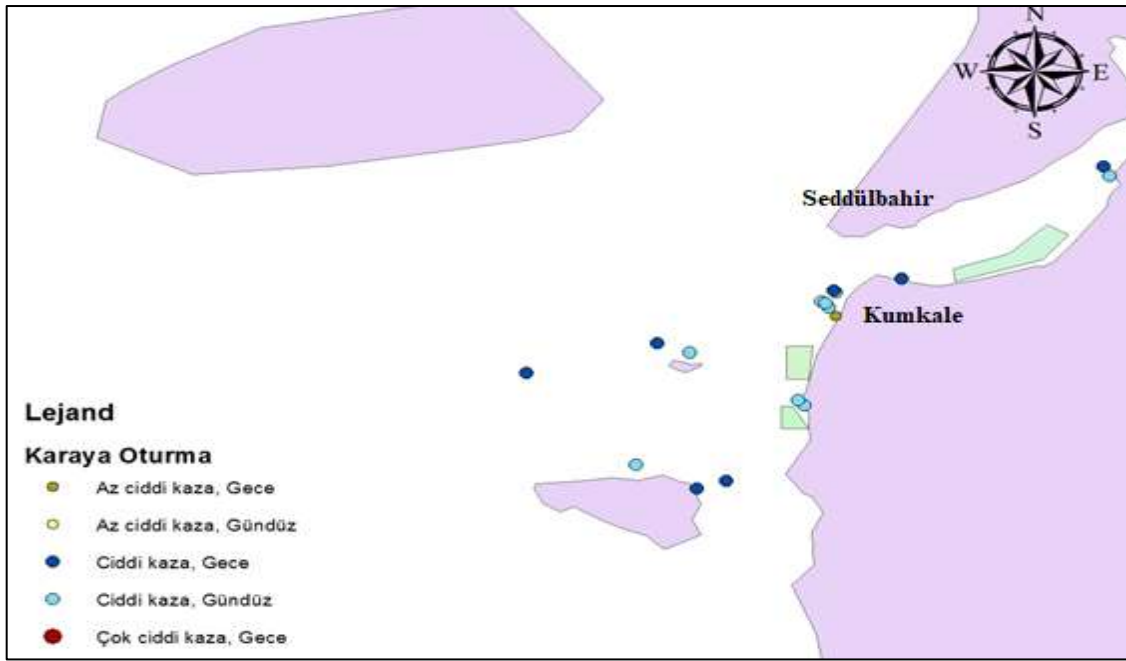 N
W E
S
Seddülbahir
Kumkale
Lejand
Karaya Oturma
Az ciddi kaza, Gece
Az ciddi kaza, Gündüz
Ciddi kaza, Gece
Ciddi kaza, Gündüz
Çok ciddi kaza, Gece